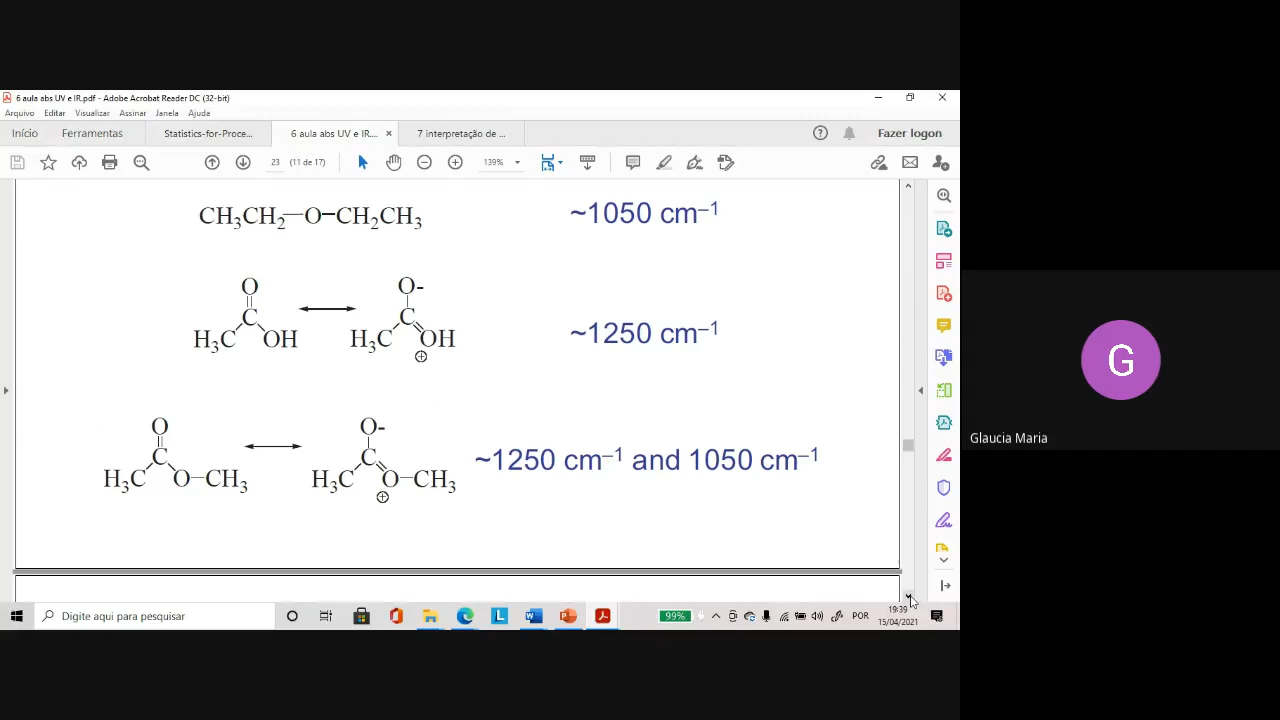 6 aula abs UV e IR.pdf - Adobe Acrobat Reader DC (32-bit)
Arquivo Editar Visualizar Assinar Janela Ajuda
Início Ferramentas Statistics-for-Proce... 6 aula abs UV e IR.... × 7 interpretação de ... Fazer logon
23 (11 de 17) 139%
CH₃CH₂—O—CH₂CH₃ ~1050 cm⁻¹
O O-
C C
H₃C OH H₃C OH ~1250 cm⁻¹
⊕
O O-
C C
H₃C O—CH₃ H₃C O—CH₃ ~1250 cm⁻¹ and 1050 cm⁻¹
⊕
Digite aqui para pesquisar
99% POR 19:39
15/04/2021
G
Glaucia Maria